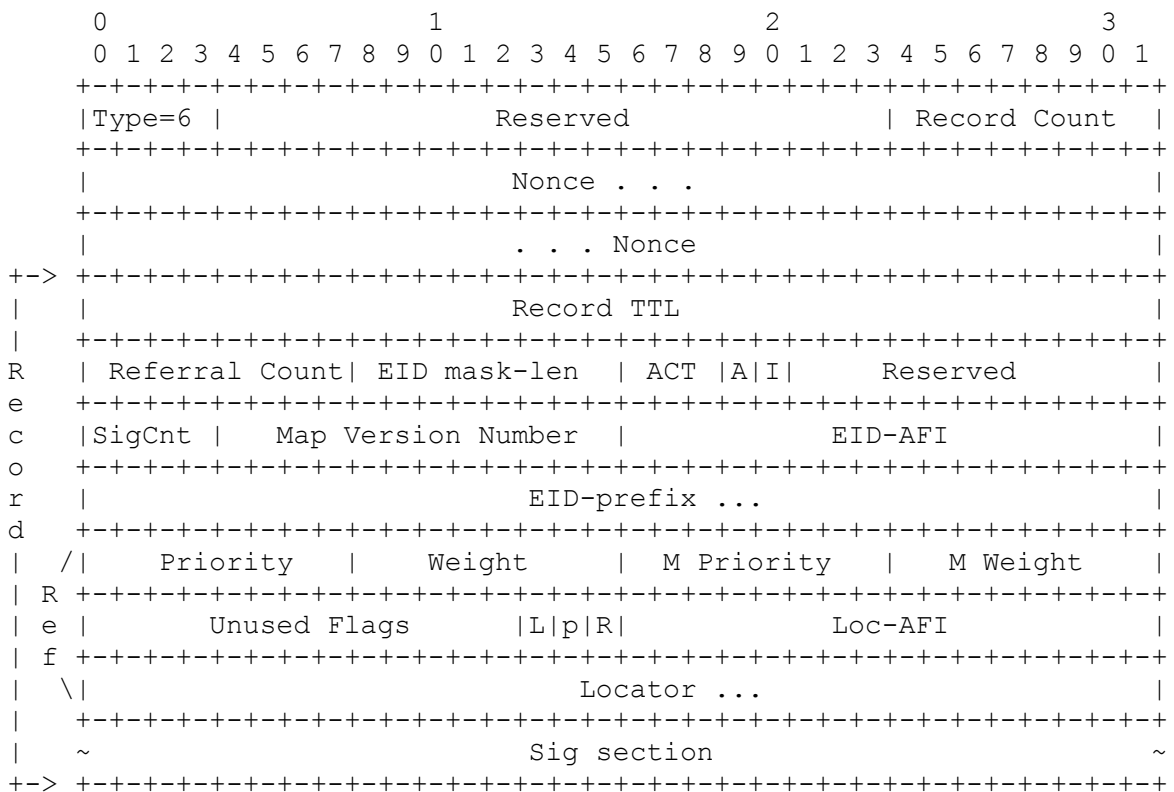 0                   1                   2                   3
        0 1 2 3 4 5 6 7 8 9 0 1 2 3 4 5 6 7 8 9 0 1 2 3 4 5 6 7 8 9 0 1
       +-+-+-+-+-+-+-+-+-+-+-+-+-+-+-+-+-+-+-+-+-+-+-+-+-+-+-+-+-+-+-+-+
       |Type=6 |                Reserved               | Record Count  |
       +-+-+-+-+-+-+-+-+-+-+-+-+-+-+-+-+-+-+-+-+-+-+-+-+-+-+-+-+-+-+-+-+
       |                         Nonce . . .                           |
       +-+-+-+-+-+-+-+-+-+-+-+-+-+-+-+-+-+-+-+-+-+-+-+-+-+-+-+-+-+-+-+-+
       |                         . . . Nonce                           |
   +-> +-+-+-+-+-+-+-+-+-+-+-+-+-+-+-+-+-+-+-+-+-+-+-+-+-+-+-+-+-+-+-+-+
   |   |                         Record TTL                            |
   |   +-+-+-+-+-+-+-+-+-+-+-+-+-+-+-+-+-+-+-+-+-+-+-+-+-+-+-+-+-+-+-+-+
   R   | Referral Count| EID mask-len  | ACT |A|I|     Reserved        |
   e   +-+-+-+-+-+-+-+-+-+-+-+-+-+-+-+-+-+-+-+-+-+-+-+-+-+-+-+-+-+-+-+-+
   c   |SigCnt |   Map Version Number  |            EID-AFI            |
   o   +-+-+-+-+-+-+-+-+-+-+-+-+-+-+-+-+-+-+-+-+-+-+-+-+-+-+-+-+-+-+-+-+
   r   |                          EID-prefix ...                       |
   d   +-+-+-+-+-+-+-+-+-+-+-+-+-+-+-+-+-+-+-+-+-+-+-+-+-+-+-+-+-+-+-+-+
   |  /|    Priority   |    Weight     |  M Priority   |   M Weight    |
   | R +-+-+-+-+-+-+-+-+-+-+-+-+-+-+-+-+-+-+-+-+-+-+-+-+-+-+-+-+-+-+-+-+
   | e |       Unused Flags      |L|p|R|            Loc-AFI            |
   | f +-+-+-+-+-+-+-+-+-+-+-+-+-+-+-+-+-+-+-+-+-+-+-+-+-+-+-+-+-+-+-+-+
   |  \|                             Locator ...                       |
   |   +-+-+-+-+-+-+-+-+-+-+-+-+-+-+-+-+-+-+-+-+-+-+-+-+-+-+-+-+-+-+-+-+
   |   ~                          Sig section                          ~
   +-> +-+-+-+-+-+-+-+-+-+-+-+-+-+-+-+-+-+-+-+-+-+-+-+-+-+-+-+-+-+-+-+-+